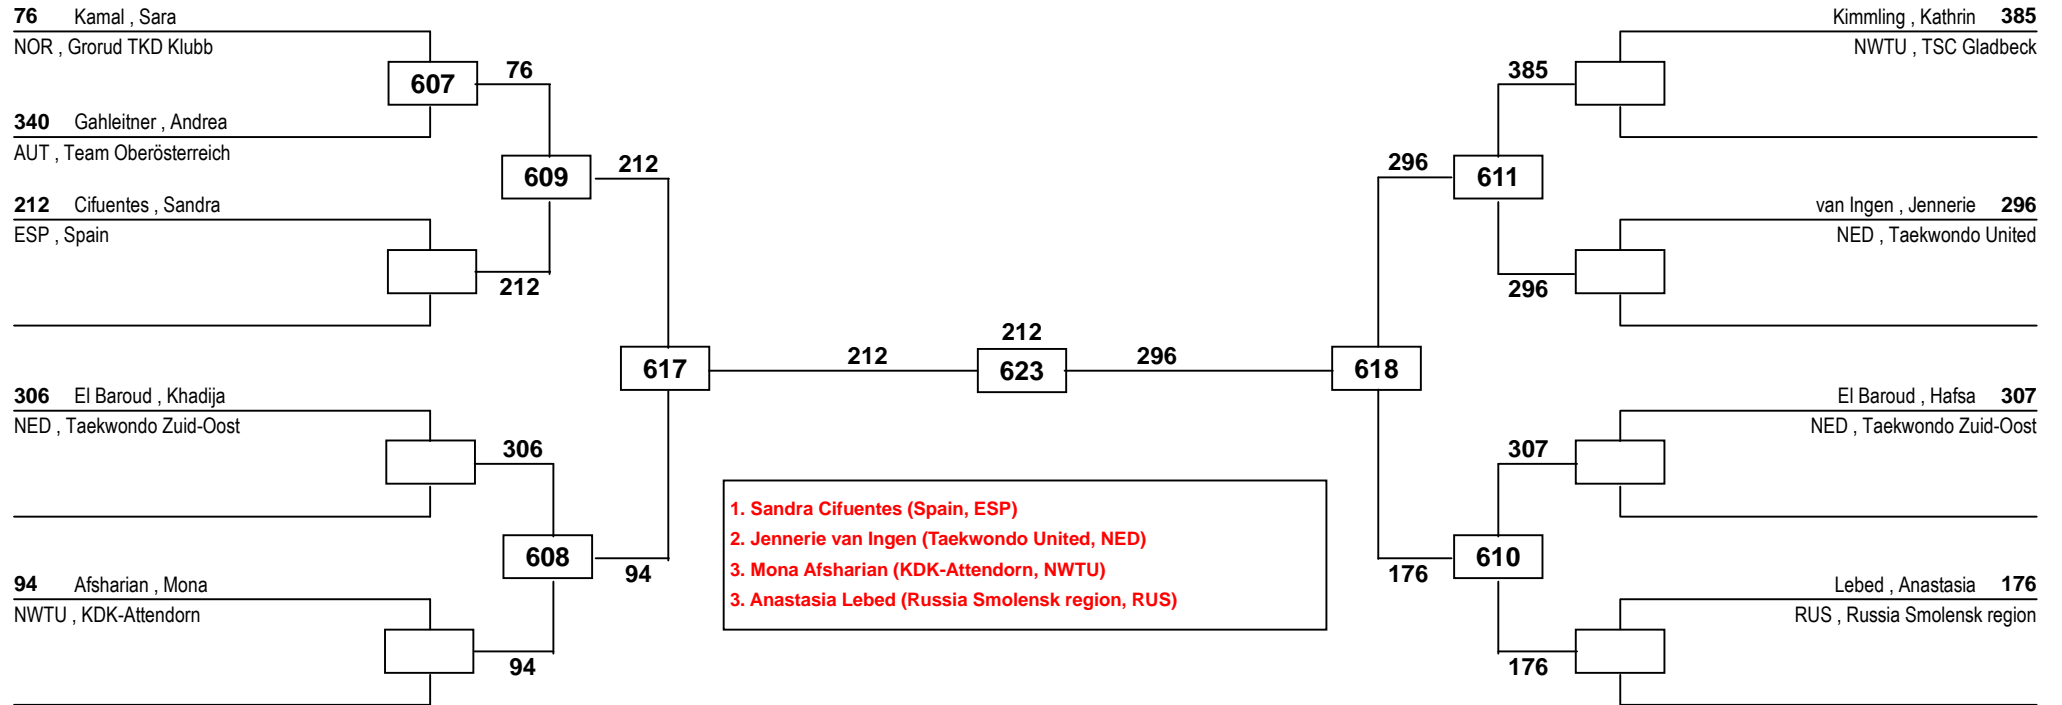 76 Kamal , Sara
NOR , Grorud TKD Klubb
607
76
340 Gahleitner , Andrea
AUT , Team Oberösterreich
609
212
212 Cifuentes , Sandra
ESP , Spain
212
617
212
306 El Baroud , Khadija
NED , Taekwondo Zuid-Oost
306
608
94
94 Afsharian , Mona
NWTU , KDK-Attendorn
94
212
623
1. Sandra Cifuentes (Spain, ESP)
2. Jennerie van Ingen (Taekwondo United, NED)
3. Mona Afsharian (KDK-Attendorn, NWTU)
3. Anastasia Lebed (Russia Smolensk region, RUS)
296
618
Kimmling , Kathrin 385
NWTU , TSC Gladbeck
385
296
611
van Ingen , Jennerie 296
NED , Taekwondo United
296
El Baroud , Hafsa 307
NED , Taekwondo Zuid-Oost
307
610
176
Lebed , Anastasia 176
RUS , Russia Smolensk region
176